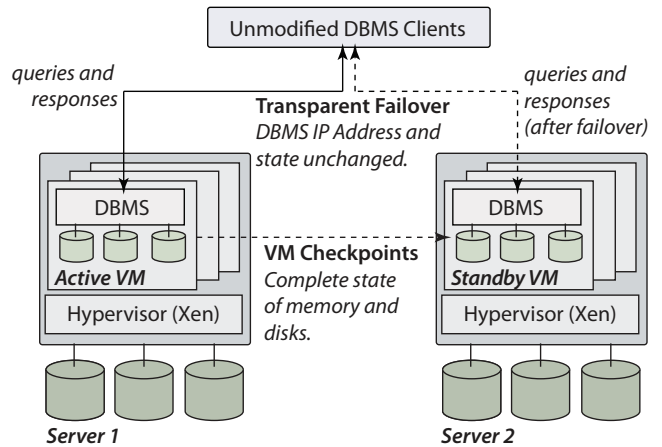 Unmodified DBMS Clients
queries and
responses
Transparent Failover
DBMS IP Address and
state unchanged.
queries and
responses
(after failover)
DBMS
Active VM
Hypervisor (Xen)
Server 1
VM Checkpoints
Complete state
of memory and
disks.
DBMS
Standby VM
Hypervisor (Xen)
Server 2